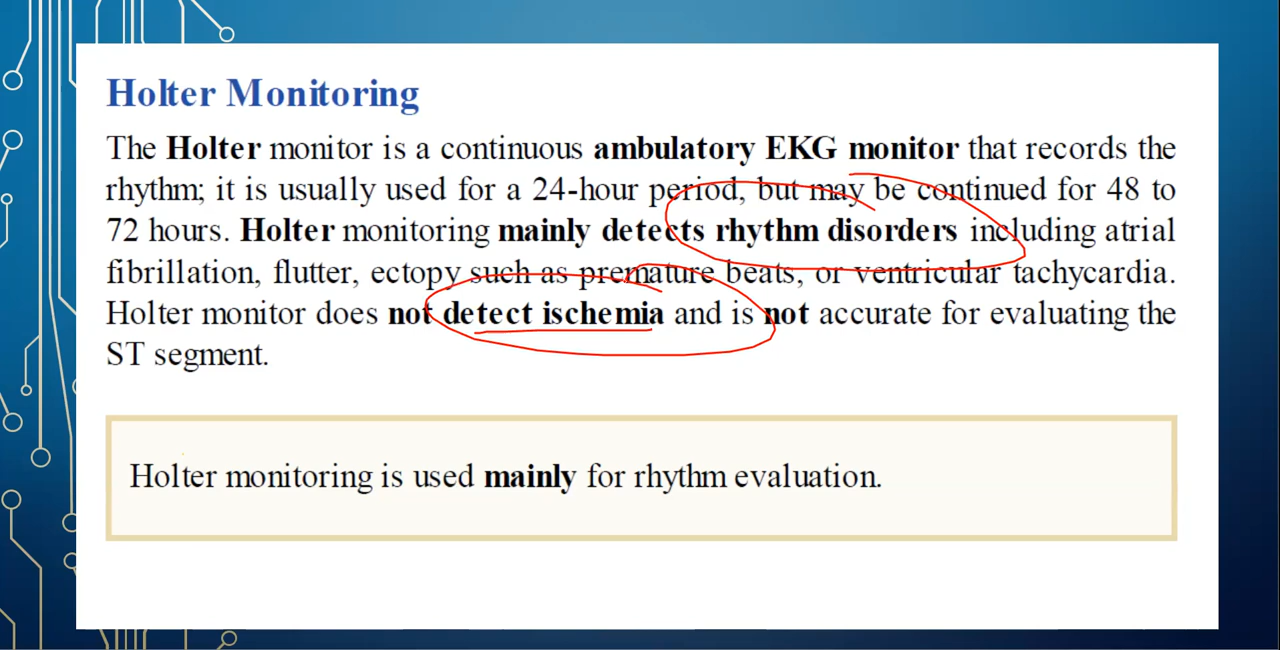 Holter Monitoring
The Holter monitor is a continuous ambulatory EKG monitor that records the
rhythm; it is usually used for a 24-hour period, but may be continued for 48 to
72 hours. Holter monitoring mainly detects rhythm disorders including atrial
fibrillation, flutter, ectopy such as premature beats, or ventricular tachycardia.
Holter monitor does not detect ischemia and is not accurate for evaluating the
ST segment.
Holter monitoring is used mainly for rhythm evaluation.